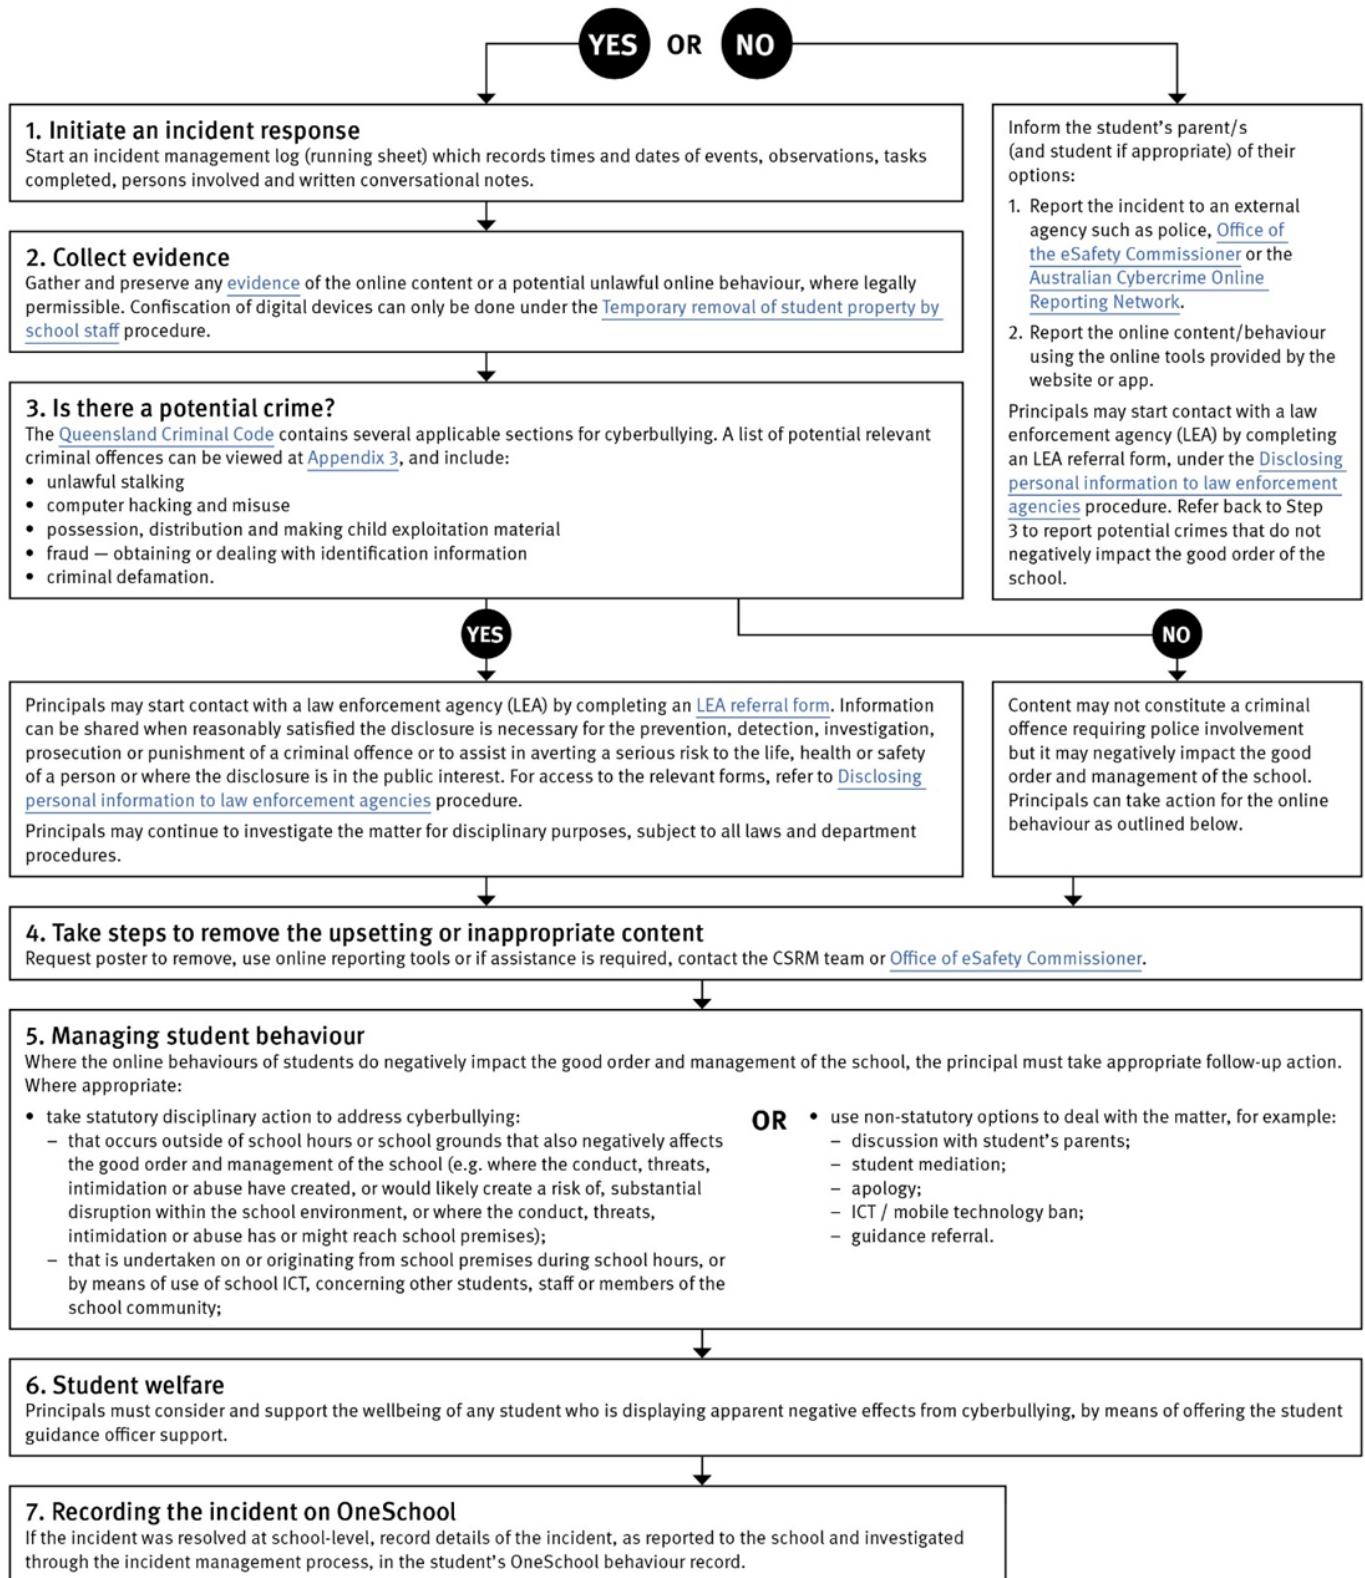 YES OR NO
1. Initiate an incident response
Start an incident management log (running sheet) which records times and dates of events, observations, tasks
completed, persons involved and written conversational notes.
2. Collect evidence
Gather and preserve any evidence of the online content or a potential unlawful online behaviour, where legally
permissible. Confiscation of digital devices can only be done under the Temporary removal of student property by
school staff procedure.
3. Is there a potential crime?
The Queensland Criminal Code contains several applicable sections for cyberbullying. A list of potential relevant
criminal offences can be viewed at Appendix 3, and include:
• unlawful stalking
• computer hacking and misuse
• possession, distribution and making child exploitation material
• fraud — obtaining or dealing with identification information
• criminal defamation.
Inform the student's parent/s
(and student if appropriate) of their
options:
1. Report the incident to an external
agency such as police, Office of
the eSafety Commissioner or the
Australian Cybercrime Online
Reporting Network.
2. Report the online content/behaviour
using the online tools provided by the
website or app.
Principals may start contact with a law
enforcement agency (LEA) by completing
an LEA referral form, under the Disclosing
personal information to law enforcement
agencies procedure. Refer back to Step
3 to report potential crimes that do not
negatively impact the good order of the
school.
YES
NO
Principals may start contact with a law enforcement agency (LEA) by completing an LEA referral form. Information
can be shared when reasonably satisfied the disclosure is necessary for the prevention, detection, investigation,
prosecution or punishment of a criminal offence or to assist in averting a serious risk to the life, health or safety
of a person or where the disclosure is in the public interest. For access to the relevant forms, refer to Disclosing
personal information to law enforcement agencies procedure.
Principals may continue to investigate the matter for disciplinary purposes, subject to all laws and department
procedures.
Content may not constitute a criminal
offence requiring police involvement
but it may negatively impact the good
order and management of the school.
Principals can take action for the online
behaviour as outlined below.
4. Take steps to remove the upsetting or inappropriate content
Request poster to remove, use online reporting tools or if assistance is required, contact the CSRM team or Office of eSafety Commissioner.
5. Managing student behaviour
Where the online behaviours of students do negatively impact the good order and management of the school, the principal must take appropriate follow-up action.
Where appropriate:
• take statutory disciplinary action to address cyberbullying:
– that occurs outside of school hours or school grounds that also negatively affects
the good order and management of the school (e.g. where the conduct, threats,
intimidation or abuse have created, or would likely create a risk of, substantial
disruption within the school environment, or where the conduct, threats,
intimidation or abuse has or might reach school premises);
– that is undertaken on or originating from school premises during school hours, or
by means of use of school ICT, concerning other students, staff or members of the
school community;
OR
• use non-statutory options to deal with the matter, for example:
– discussion with student's parents;
– student mediation;
– apology;
– ICT / mobile technology ban;
– guidance referral.
6. Student welfare
Principals must consider and support the wellbeing of any student who is displaying apparent negative effects from cyberbullying, by means of offering the student
guidance officer support.
7. Recording the incident on OneSchool
If the incident was resolved at school-level, record details of the incident, as reported to the school and investigated
through the incident management process, in the student's OneSchool behaviour record.